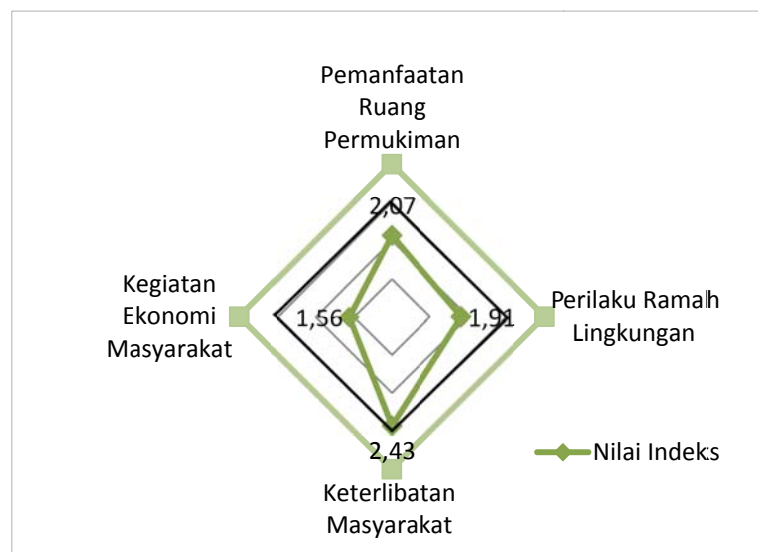 Pemanfaatan
Ruang
Permukiman
2,07
Kegiatan
Ekonomi
Masyarakat
1,56
1,91
Perilaku Ramah
Lingkungan
2,43
Keterlibatan
Masyarakat
Nilai Indeks